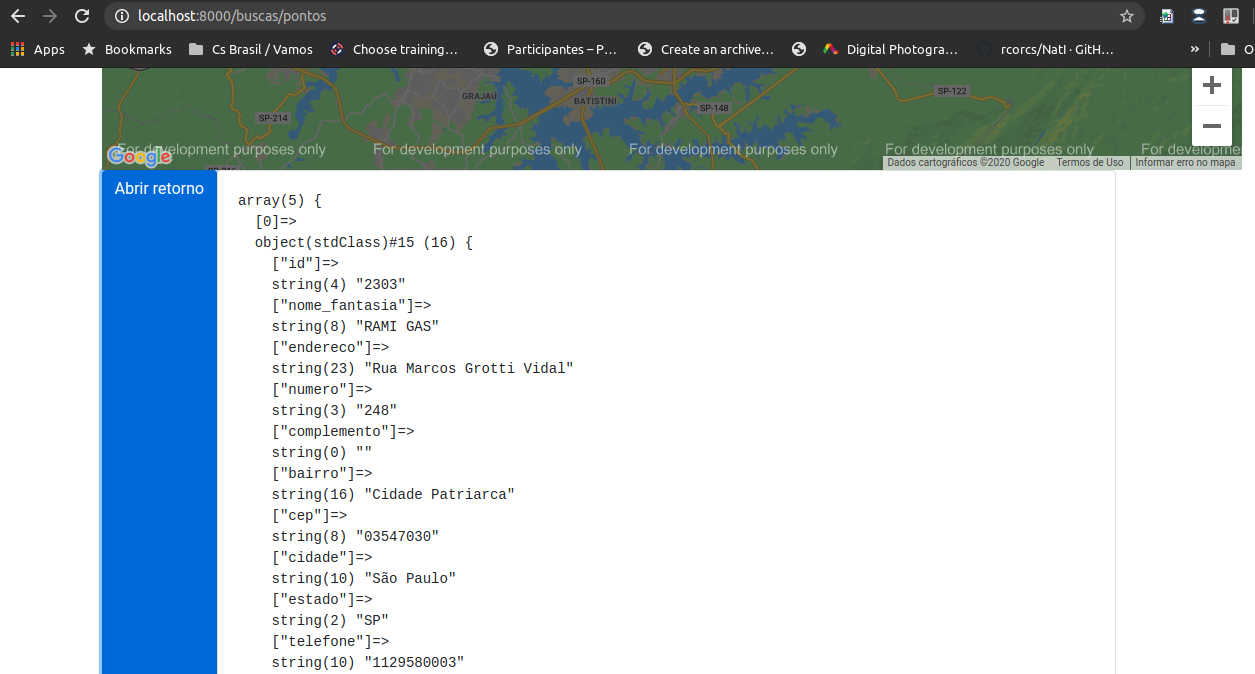 localhost:8000/buscas/pontos
Apps Bookmarks Cs Brasil / Vamos Choose training... Participantes – P... Create an archive... Digital Photogra... rcorcs/NatI · GitH... »
SP-160
GRAJAÚ
BATISTINI
SP-122
SP-148
SP-214
For development purposes only For development purposes only For development purposes only For development purposes only For developmen
Google
Dados cartográficos ©2020 Google Termos de Uso Informar erro no mapa
Abrir retorno
array(5) {
[0]=>
object(stdClass)#15 (16) {
["id"]=>
string(4) "2303"
["nome_fantasia"]=>
string(8) "RAMI GAS"
["endereco"]=>
string(23) "Rua Marcos Grotti Vidal"
["numero"]=>
string(3) "248"
["complemento"]=>
string(0) ""
["bairro"]=>
string(16) "Cidade Patriarca"
["cep"]=>
string(8) "03547030"
["cidade"]=>
string(10) "São Paulo"
["estado"]=>
string(2) "SP"
["telefone"]=>
string(10) "1129580003"